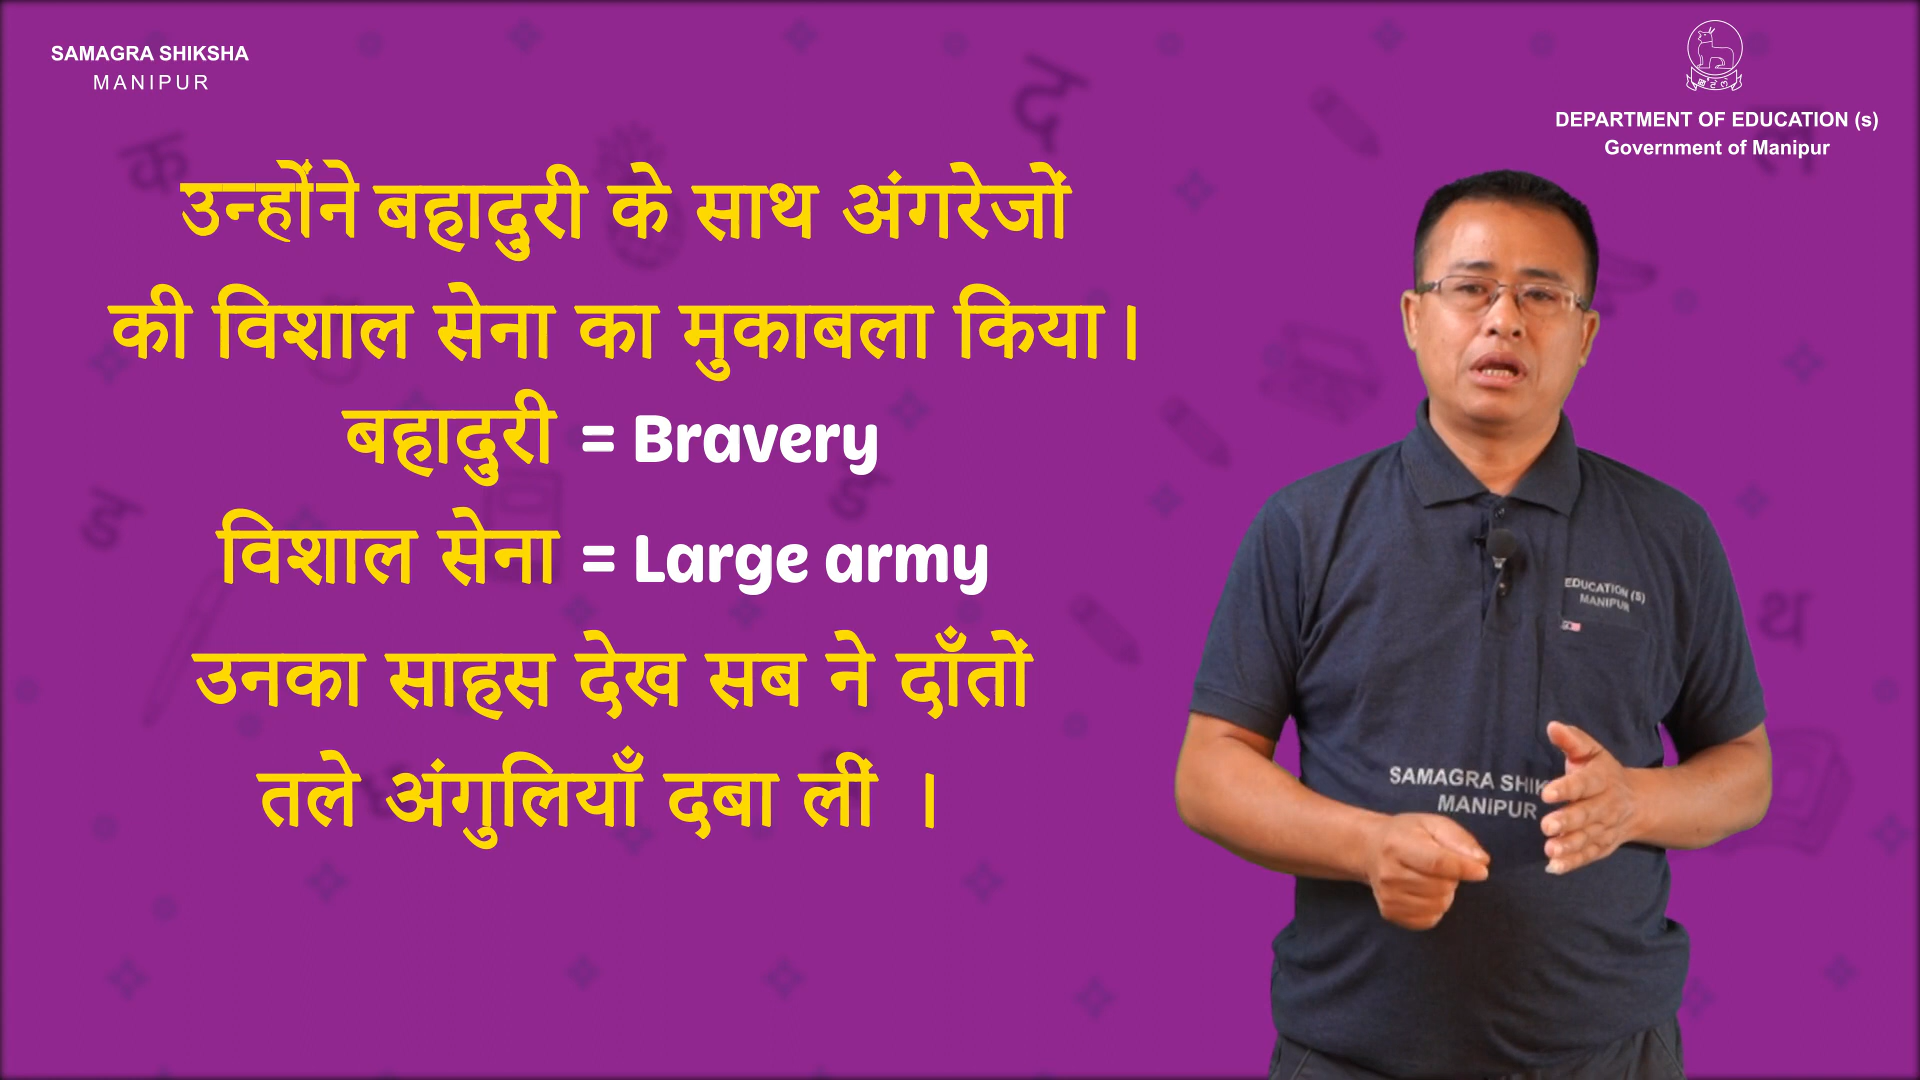 SAMAGRA SHIKSHA
MANIPUR
DEPARTMENT OF EDUCATION (s)
Government of Manipur
उन्होंने बहादुरी के साथ अंगरेजों
की विशाल सेना का मुकाबला किया।
बहादुरी = Bravery
विशाल सेना = Large army
उनका साहस देख सब ने दाँतों
तले अंगुलियाँ दबा लीं ।
EDUCATION (S)
MANIPUR
SAMAGRA SHIK
MANIPUR